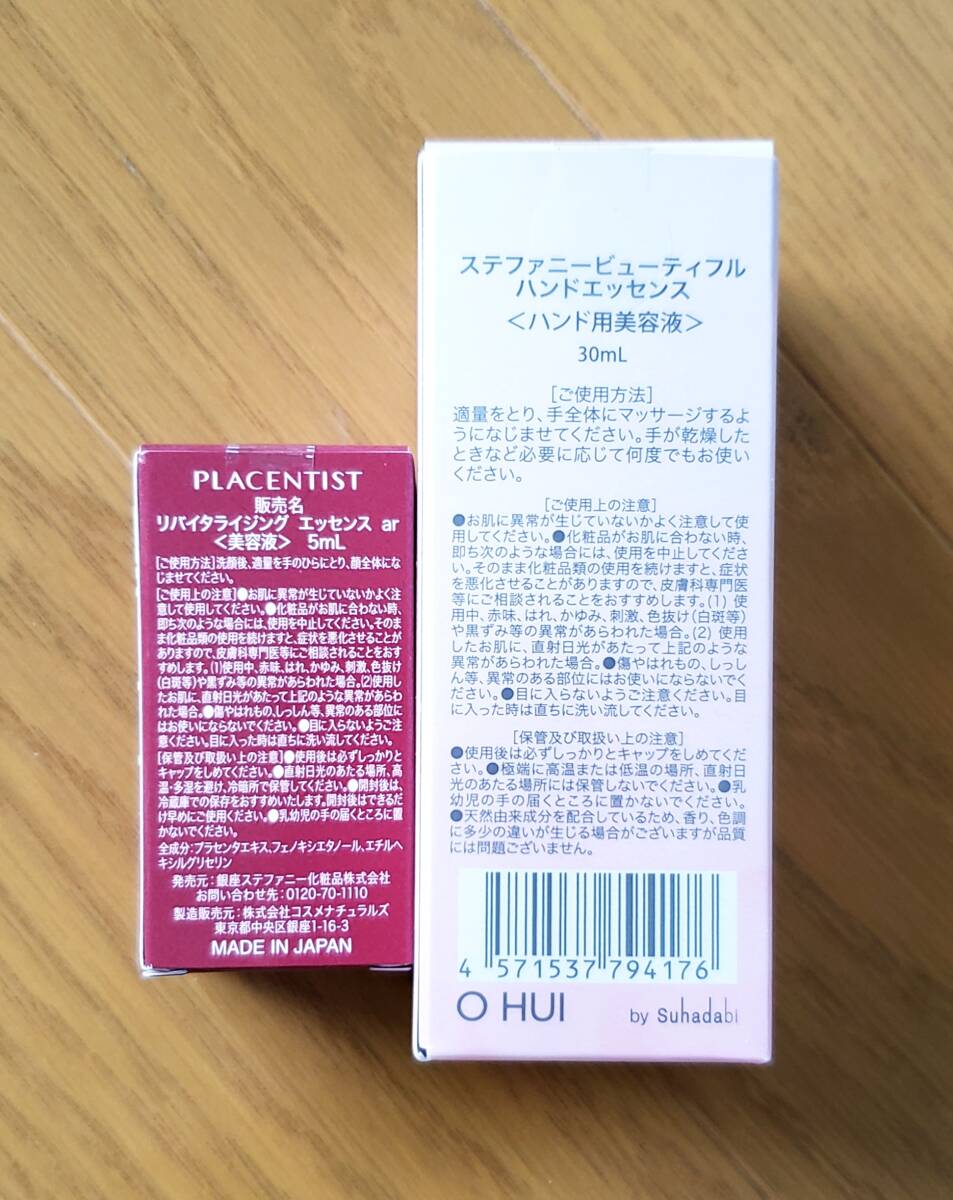 PLACENTIST
販売名
リバイタライジング エッセンス ar
＜美容液＞ 5mL
[ご使用方法]洗顔後、適量を手のひらにとり、顔全体になじ
ませてください。
[ご使用上の注意]●お肌に異常が生じていないかよく注
意して使用してください。●化粧品がお肌に合わない時、
即ち次のような場合には、使用を中止してください。そのま
ま化粧品類の使用を続けますと、症状を悪化させることが
ありますので、皮膚科専門医等にご相談されることをおすす
めします。(1)使用中、赤味、はれ、かゆみ、刺激、色抜け
(白斑等)や黒ずみ等の異常があらわれた場合。(2)使用し
たお肌に、直射日光があたって上記のような異常があらわ
れた場合。●傷やはれもの、しっしん等、異常のある部位に
はお使いにならないでください。●目に入らないようご注
意ください。目に入った時は直ちに洗い流してください。
[保管及び取扱い上の注意]●使用後は必ずしっかりと
キャップをしめてください。●直射日光のあたる場所、高
温・多湿を避け、冷暗所で保管してください。●開封後は、
冷蔵庫での保存をおすすめいたします。開封後はできるだ
け早めにご使用ください。●乳幼児の手の届くところに置
かないでください。
全成分：プラセンタエキス、フェノキシエタノール、エチルヘ
キシルグリセリン
発売元：銀座ステファニー化粧品株式会社
お問い合わせ先：0120-70-1110
製造販売元：株式会社コスメナチュラルズ
東京都中央区銀座1-16-3
MADE IN JAPAN
ステファニービューティフル
ハンドエッセンス
＜ハンド用美容液＞
30mL
[ご使用方法]
適量をとり、手全体にマッサージするよ
うになじませてください。手が乾燥した
ときなど必要に応じて何度でもお使い
ください。
[ご使用上の注意]
●お肌に異常が生じていないかよく注意して使
用してください。●化粧品がお肌に合わない時、
即ち次のような場合には、使用を中止してくださ
い。そのまま化粧品類の使用を続けますと、症状
を悪化させることがありますので、皮膚科専門医
等にご相談されることをおすすめします。(1) 使
用中、赤味、はれ、かゆみ、刺激、色抜け(白斑等)
や黒ずみ等の異常があらわれた場合。(2) 使用
したお肌に、直射日光があたって上記のような
異常があらわれた場合。●傷やはれもの、しっし
ん等、異常のある部位にはお使いにならないでく
ださい。●目に入らないようご注意ください。目
に入った時は直ちに洗い流してください。
[保管及び取扱い上の注意]
●使用後は必ずしっかりとキャップをしめてくだ
さい。●極端に高温または低温の場所、直射日
光のあたる場所には保管しないでください。●乳
幼児の手の届くところに置かないでください。
●天然由来成分を配合しているため、香り、色調
に多少の違いが生じる場合がございますが品質
には問題ございません。
4 571537 794176
O HUI
by Suhadabi